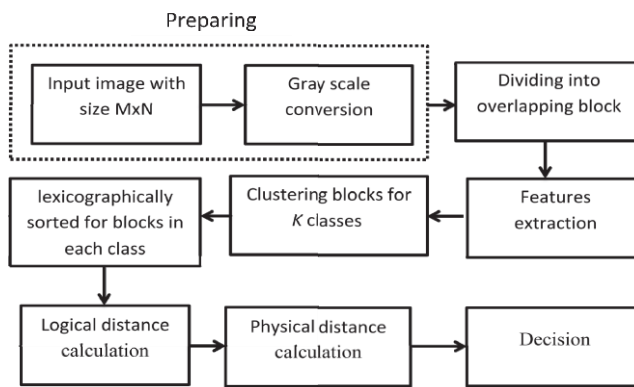 Preparing
Input image with
size MxN
Gray scale
conversion
Dividing into
overlapping block
Features
extraction
Clustering blocks for
K classes
lexicographically
sorted for blocks in
each class
Logical distance
calculation
Physical distance
calculation
Decision